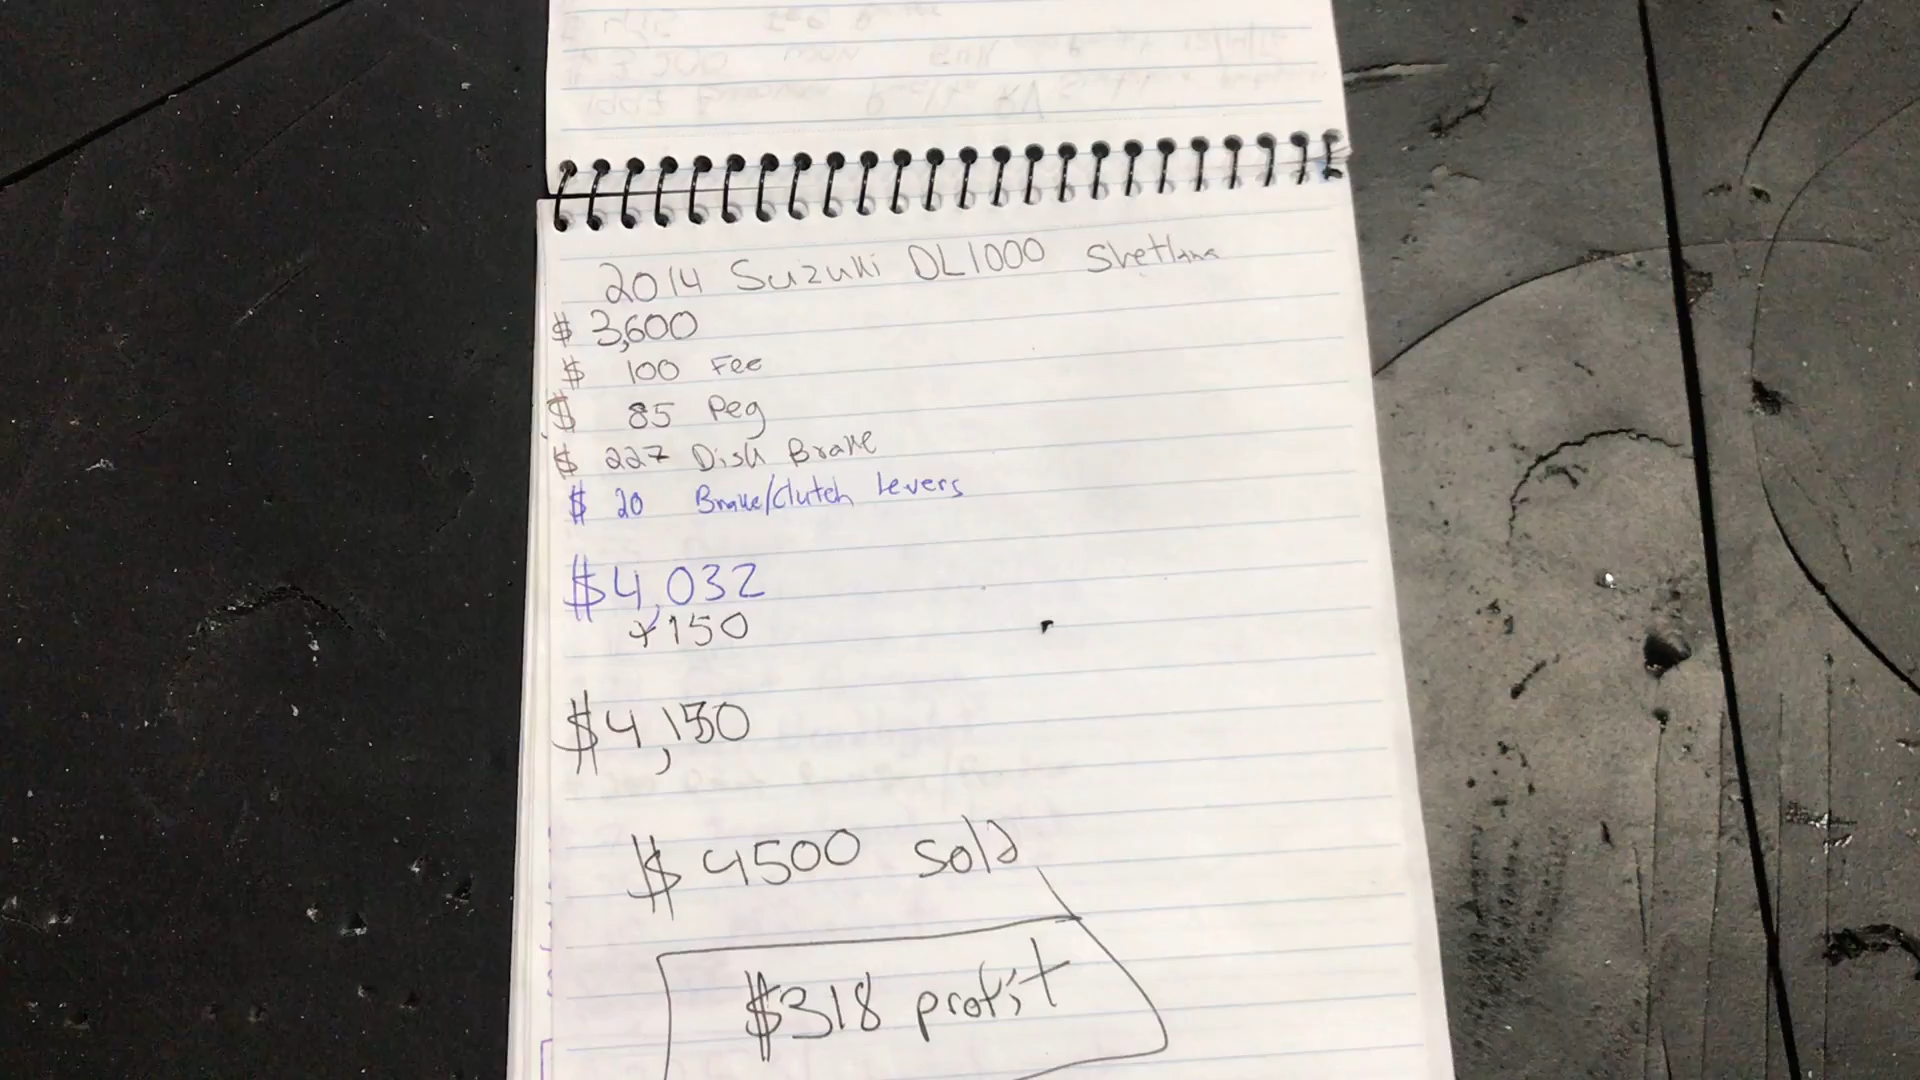 2014 Suzuki DL1000 Shetlana
$ 3,600
$ 100 Fee
$ 85 Peg
$ 227 Disk Brake
$ 20 Brake/Clutch Levers
$4,032
+150
$4,150
$4500 sold
$318 profit